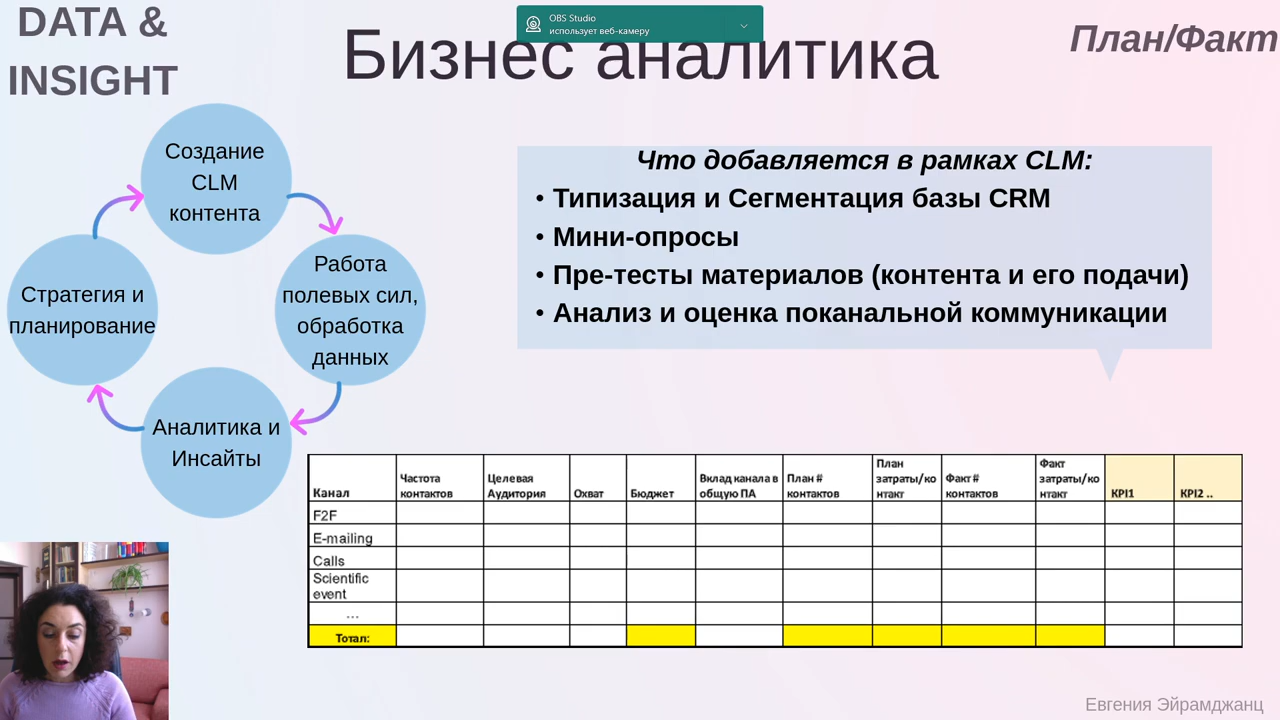 DATA &
INSIGHT
OBS Studio
использует веб-камеру
Бизнес аналитика
План/Факт
Создание
CLM
контента
Работа
полевых сил,
обработка
данных
Стратегия и
планирование
Аналитика и
Инсайты
Что добавляется в рамках CLM:
• Типизация и Сегментация базы CRM
• Мини-опросы
• Пре-тесты материалов (контента и его подачи)
• Анализ и оценка поканальной коммуникации
Канал
Частота
контактов
Целевая
Аудитория
Охват
Бюджет
Вклад канала в
общую ПА
План #
контактов
План
затраты/ко
нтакт
Факт #
контактов
Факт
затраты/ко
нтакт
KPI1
KPI2 ..
F2F
E-mailing
Calls
Scientific
event
...
Тотал:
Евгения Эйрамджанц